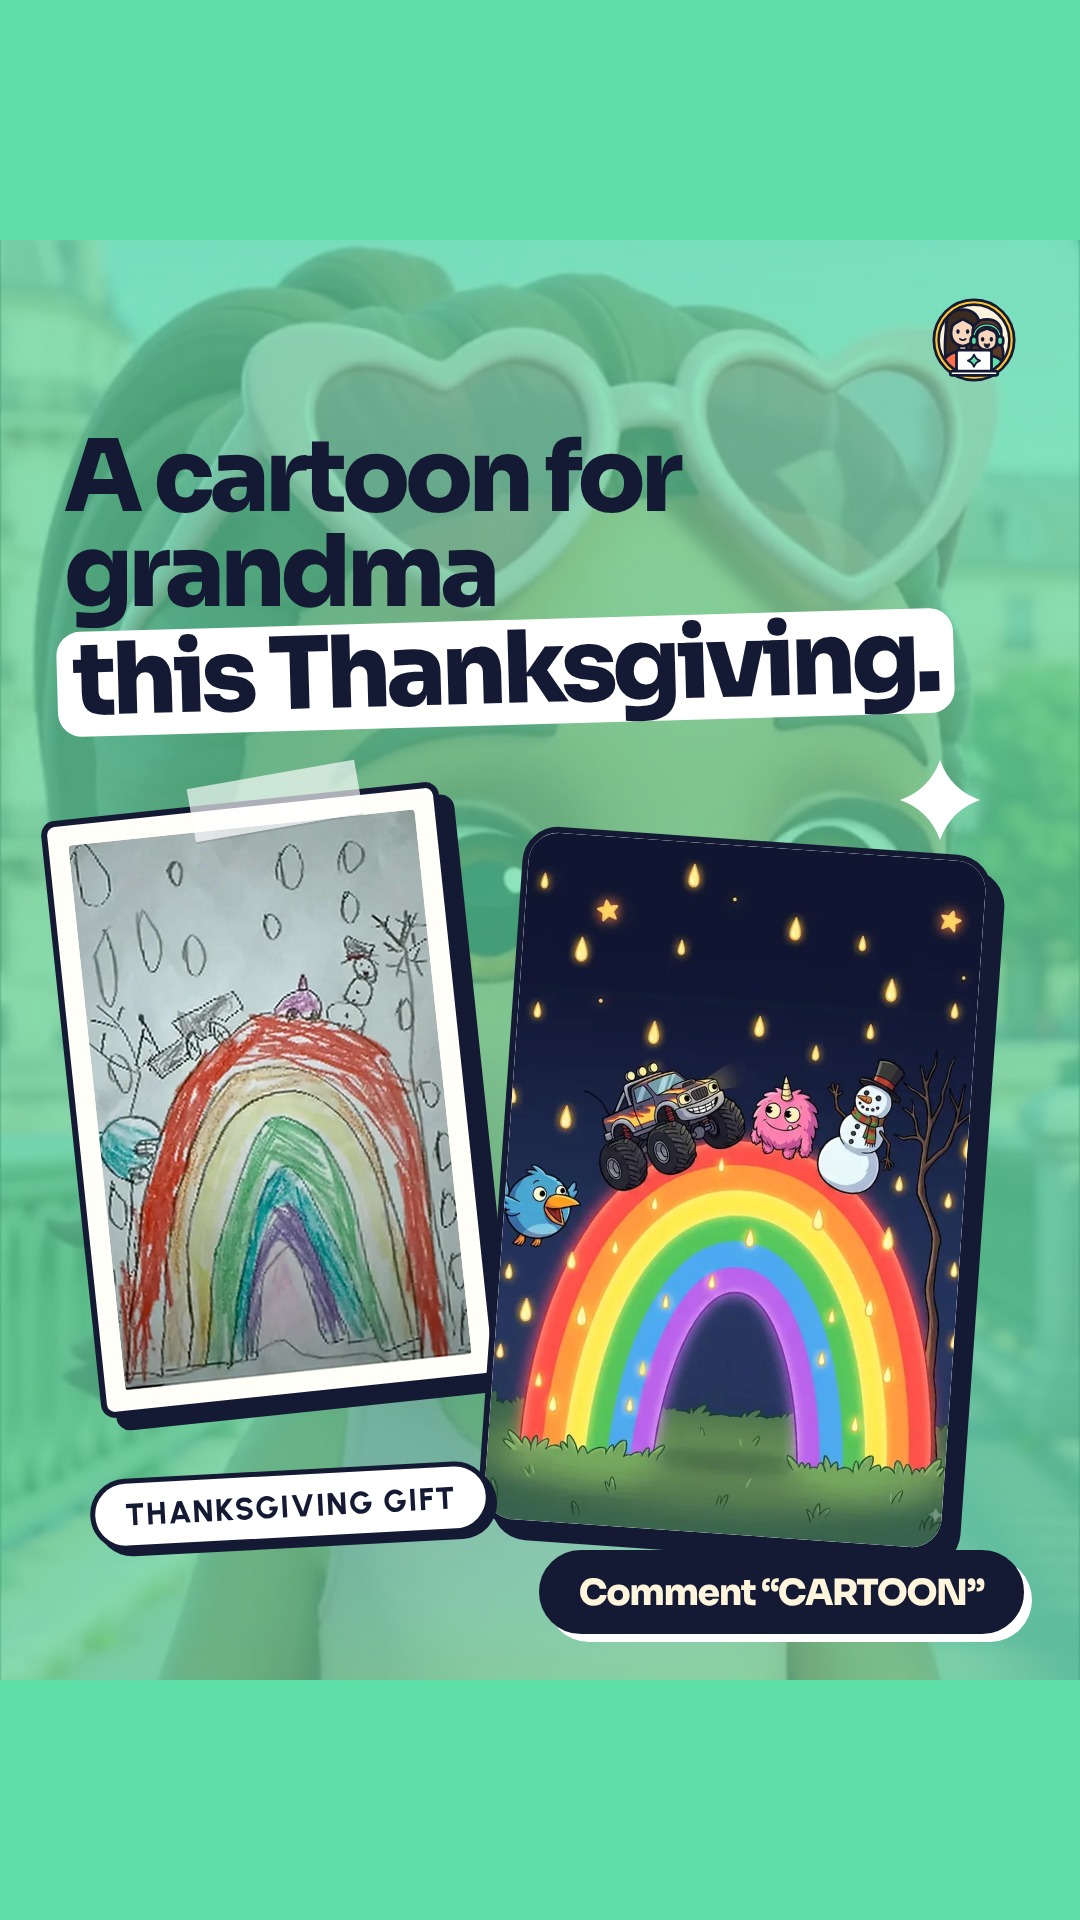 A cartoon for
grandma
this Thanksgiving.
THANKSGIVING GIFT
Comment “CARTOON”